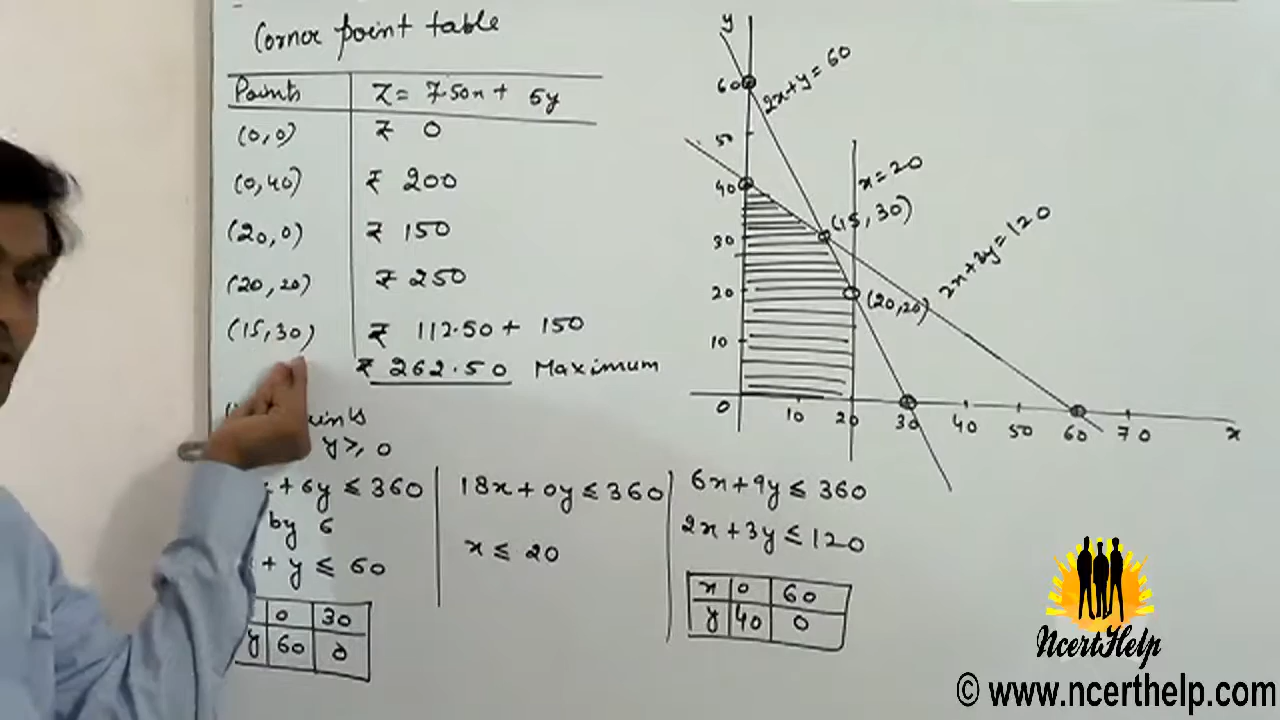 Corner point table
Points Z = 7.50x + 5y
(0,0) ₹ 0
(0,40) ₹ 200
(20,0) ₹ 150
(20,20) ₹ 250
(15,30) ₹ 112.50 + 150
₹ 262.50 Maximum
y ≥ 0
+ 6y ≤ 360
by 6
+ y ≤ 60
0 30
y 60 0
18x + 0y ≤ 360
x ≤ 20
6x + 9y ≤ 360
2x + 3y ≤ 120
x 0 60
y 40 0
y
60
50
40
30
20
10
0 10 20 30 40 50 60 70 x
2x+y = 60
x = 20
(15,30)
(20,20)
2x+3y = 120
NcertHelp
© www.ncerthelp.com